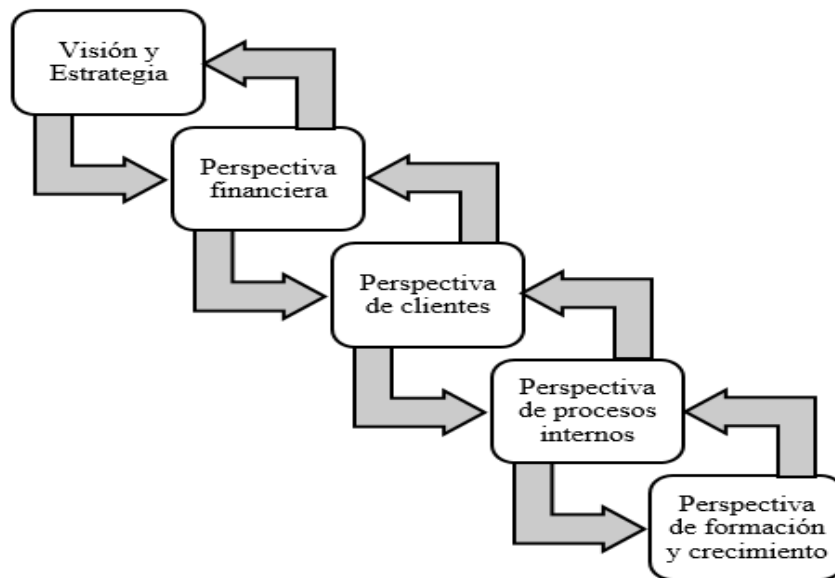 Visión y
Estrategia
Perspectiva
financiera
Perspectiva
de clientes
Perspectiva
de procesos
internos
Perspectiva
de formación
y crecimiento